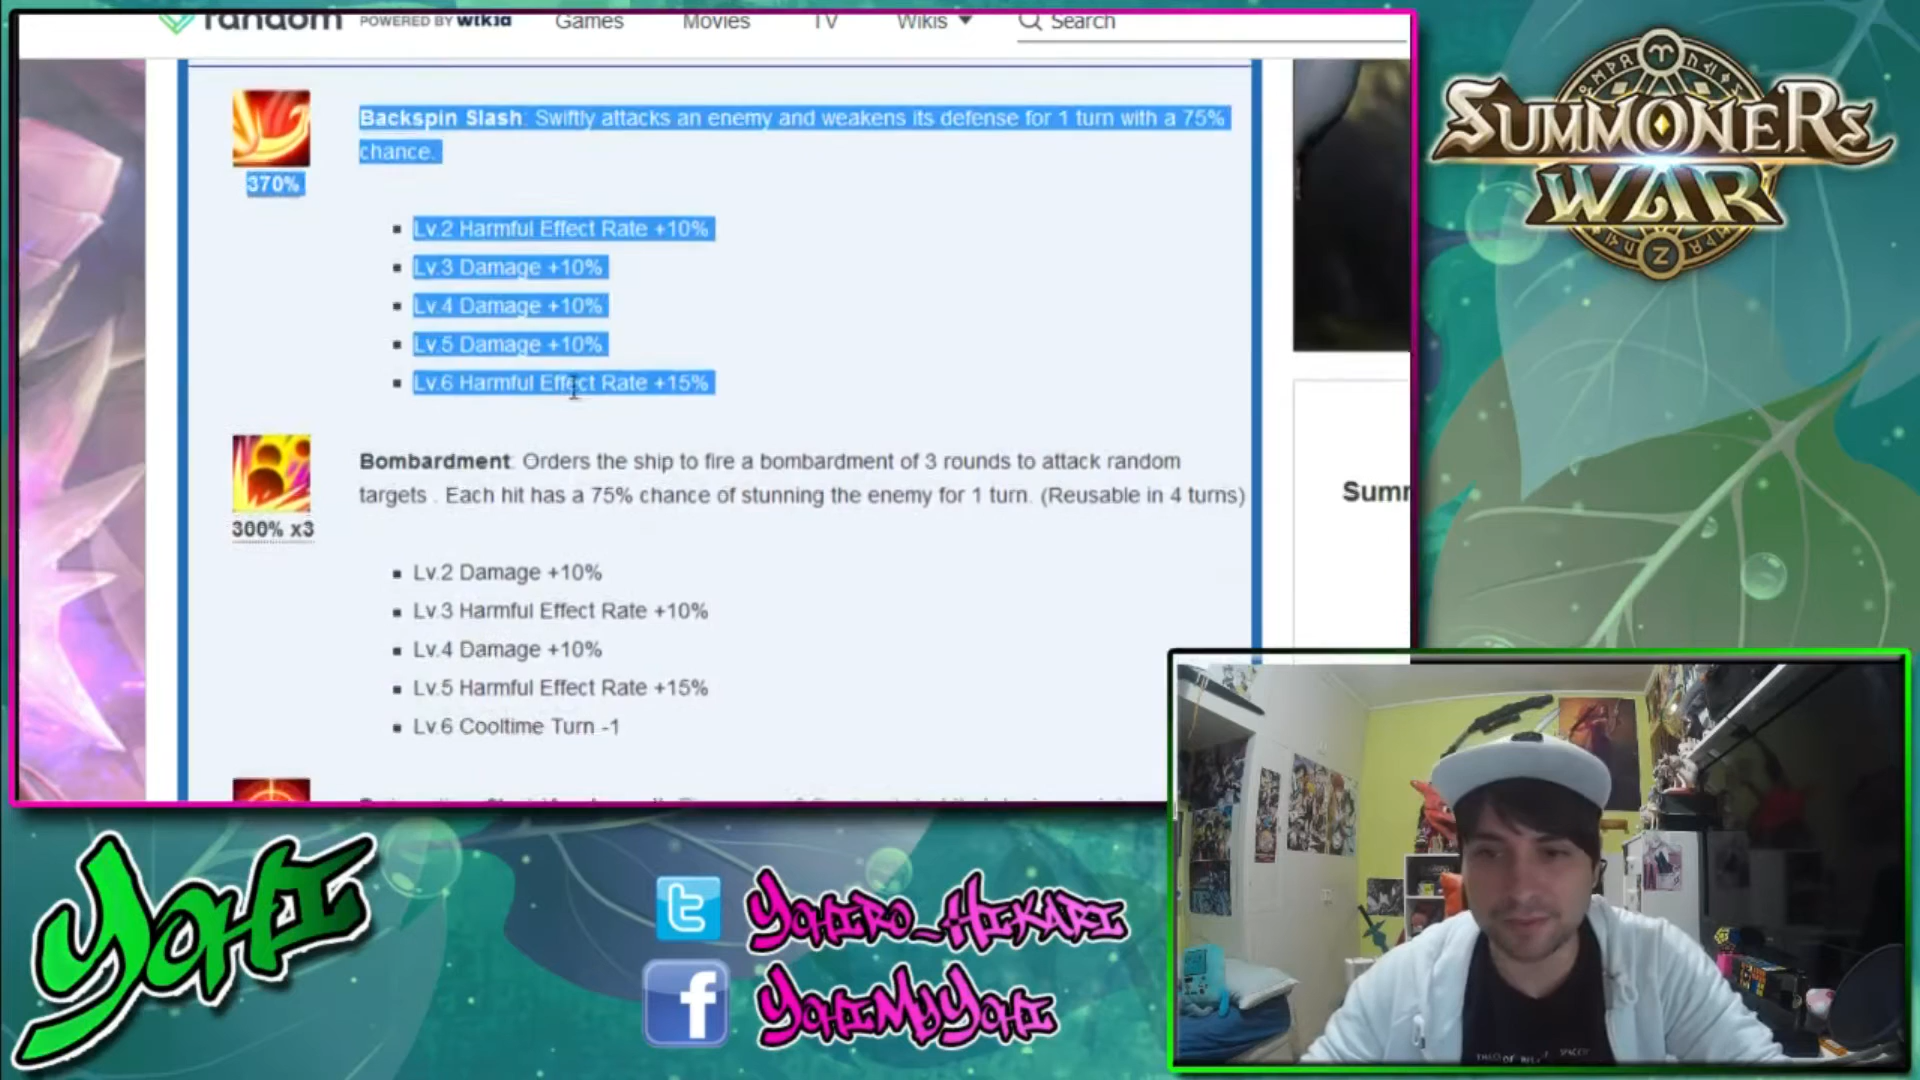 random POWERED BY wikia Games Movies TV Wikis Search
Backspin Slash: Swiftly attacks an enemy and weakens its defense for 1 turn with a 75%
chance.
370%
Lv.2 Harmful Effect Rate +10%
Lv.3 Damage +10%
Lv.4 Damage +10%
Lv.5 Damage +10%
Lv.6 Harmful Effect Rate +15%
Bombardment: Orders the ship to fire a bombardment of 3 rounds to attack random
targets . Each hit has a 75% chance of stunning the enemy for 1 turn. (Reusable in 4 turns)
300% x3
Lv.2 Damage +10%
Lv.3 Harmful Effect Rate +10%
Lv.4 Damage +10%
Lv.5 Harmful Effect Rate +15%
Lv.6 Cooltime Turn -1
Summ
SUMMONERS
WAR
YOHI
YOHIRO_HIKARI
YOHIMYYOHI